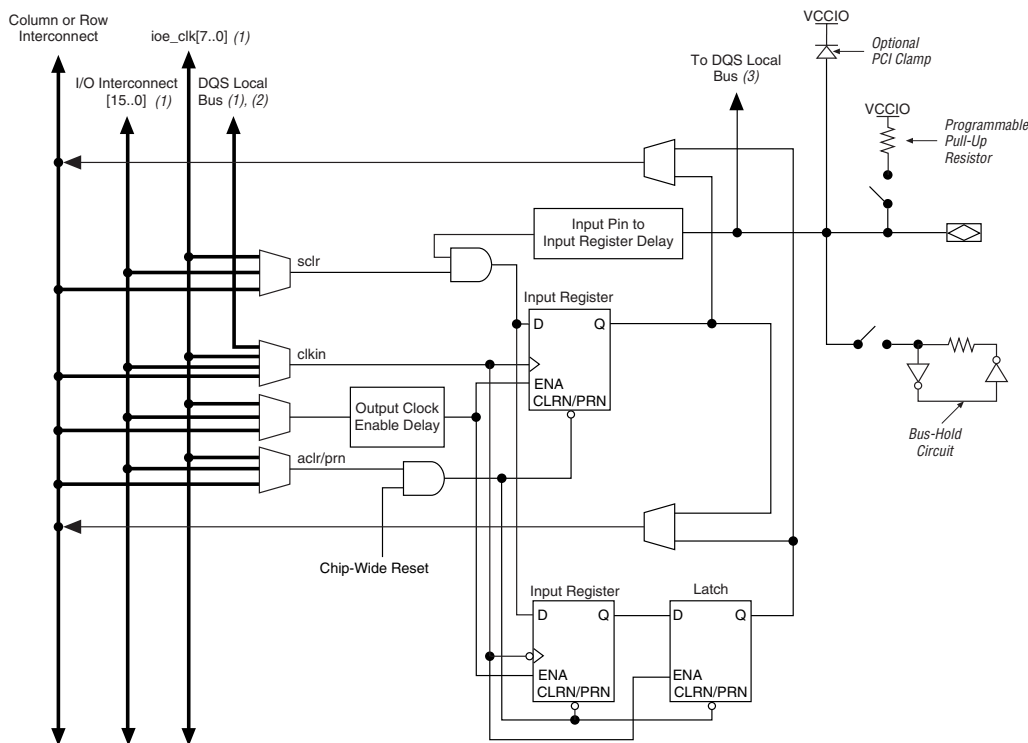 Column or Row
Interconnect
ioe_clk[7..0] (1)
I/O Interconnect
[15..0] (1)
DQS Local
Bus (1), (2)
To DQS Local
Bus (3)
VCCIO
Optional
PCI Clamp
VCCIO
Programmable
Pull-Up
Resistor
Input Pin to
Input Register Delay
sclr
Input Register
D Q
clkin
ENA
CLRN/PRN
Output Clock
Enable Delay
aclr/prn
Bus-Hold
Circuit
Chip-Wide Reset
Input Register
D Q
ENA
CLRN/PRN
Latch
D Q
ENA
CLRN/PRN